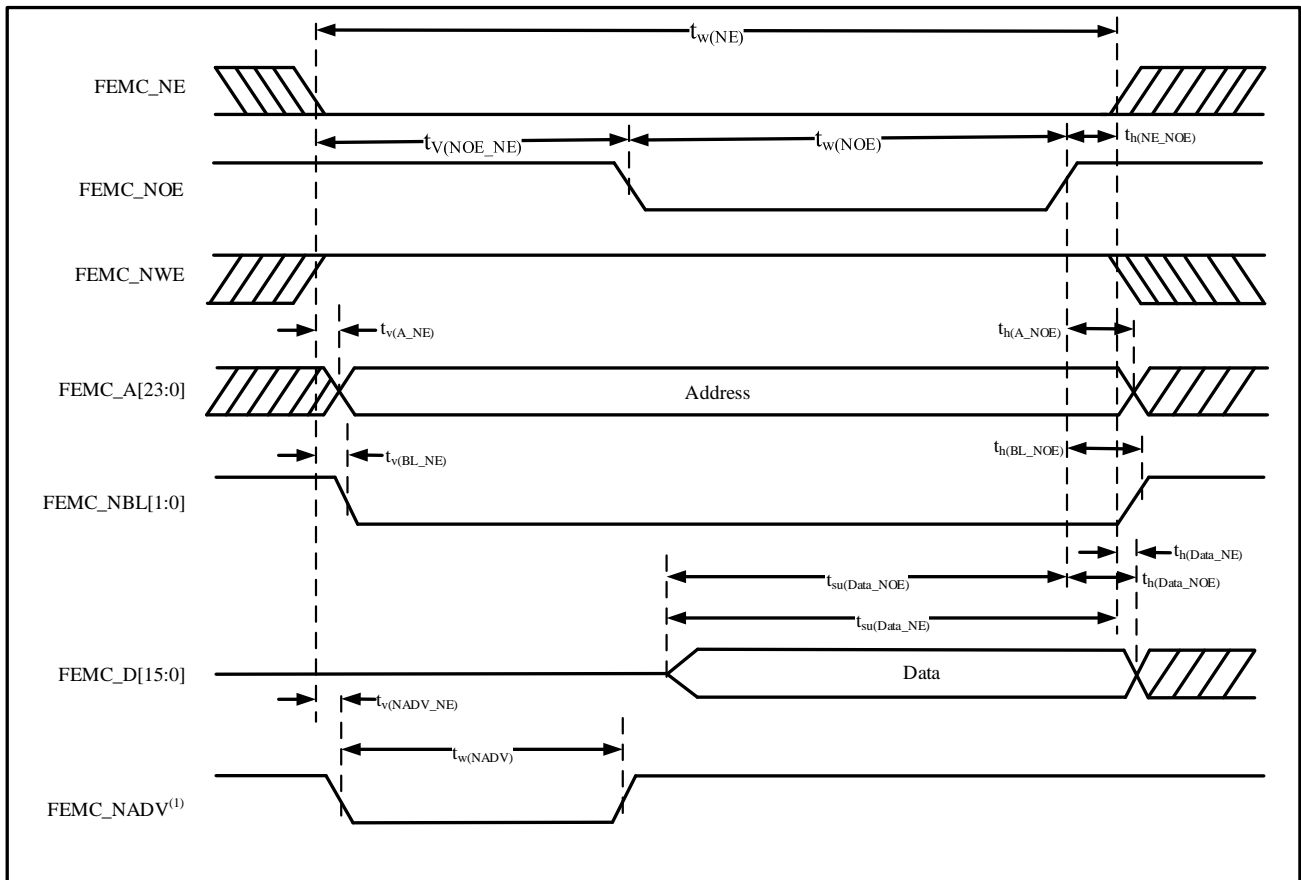 tw(NE)
FEMC_NE
tV(NOE_NE)
tw(NOE)
th(NE_NOE)
FEMC_NOE
FEMC_NWE
tv(A_NE)
th(A_NOE)
FEMC_A[23:0]
Address
tv(BL_NE)
th(BL_NOE)
FEMC_NBL[1:0]
th(Data_NE)
tsu(Data_NOE)
th(Data_NOE)
tsu(Data_NE)
FEMC_D[15:0]
Data
tv(NADV_NE)
tw(NADV)
FEMC_NADV(1)